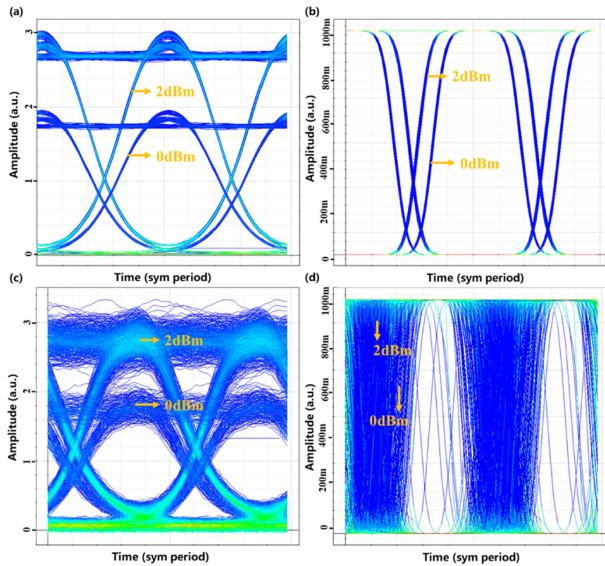 (a)
3
2
1
0
Amplitude (a.u.)
2dBm
0dBm
Time (sym period)
(b)
1000m
800m
600m
400m
200m
0
Amplitude (a.u.)
2dBm
0dBm
Time (sym period)
(c)
3
2
1
0
Amplitude (a.u.)
2dBm
0dBm
Time (sym period)
(d)
1000m
800m
600m
400m
200m
0
Amplitude (a.u.)
2dBm
0dBm
Time (sym period)